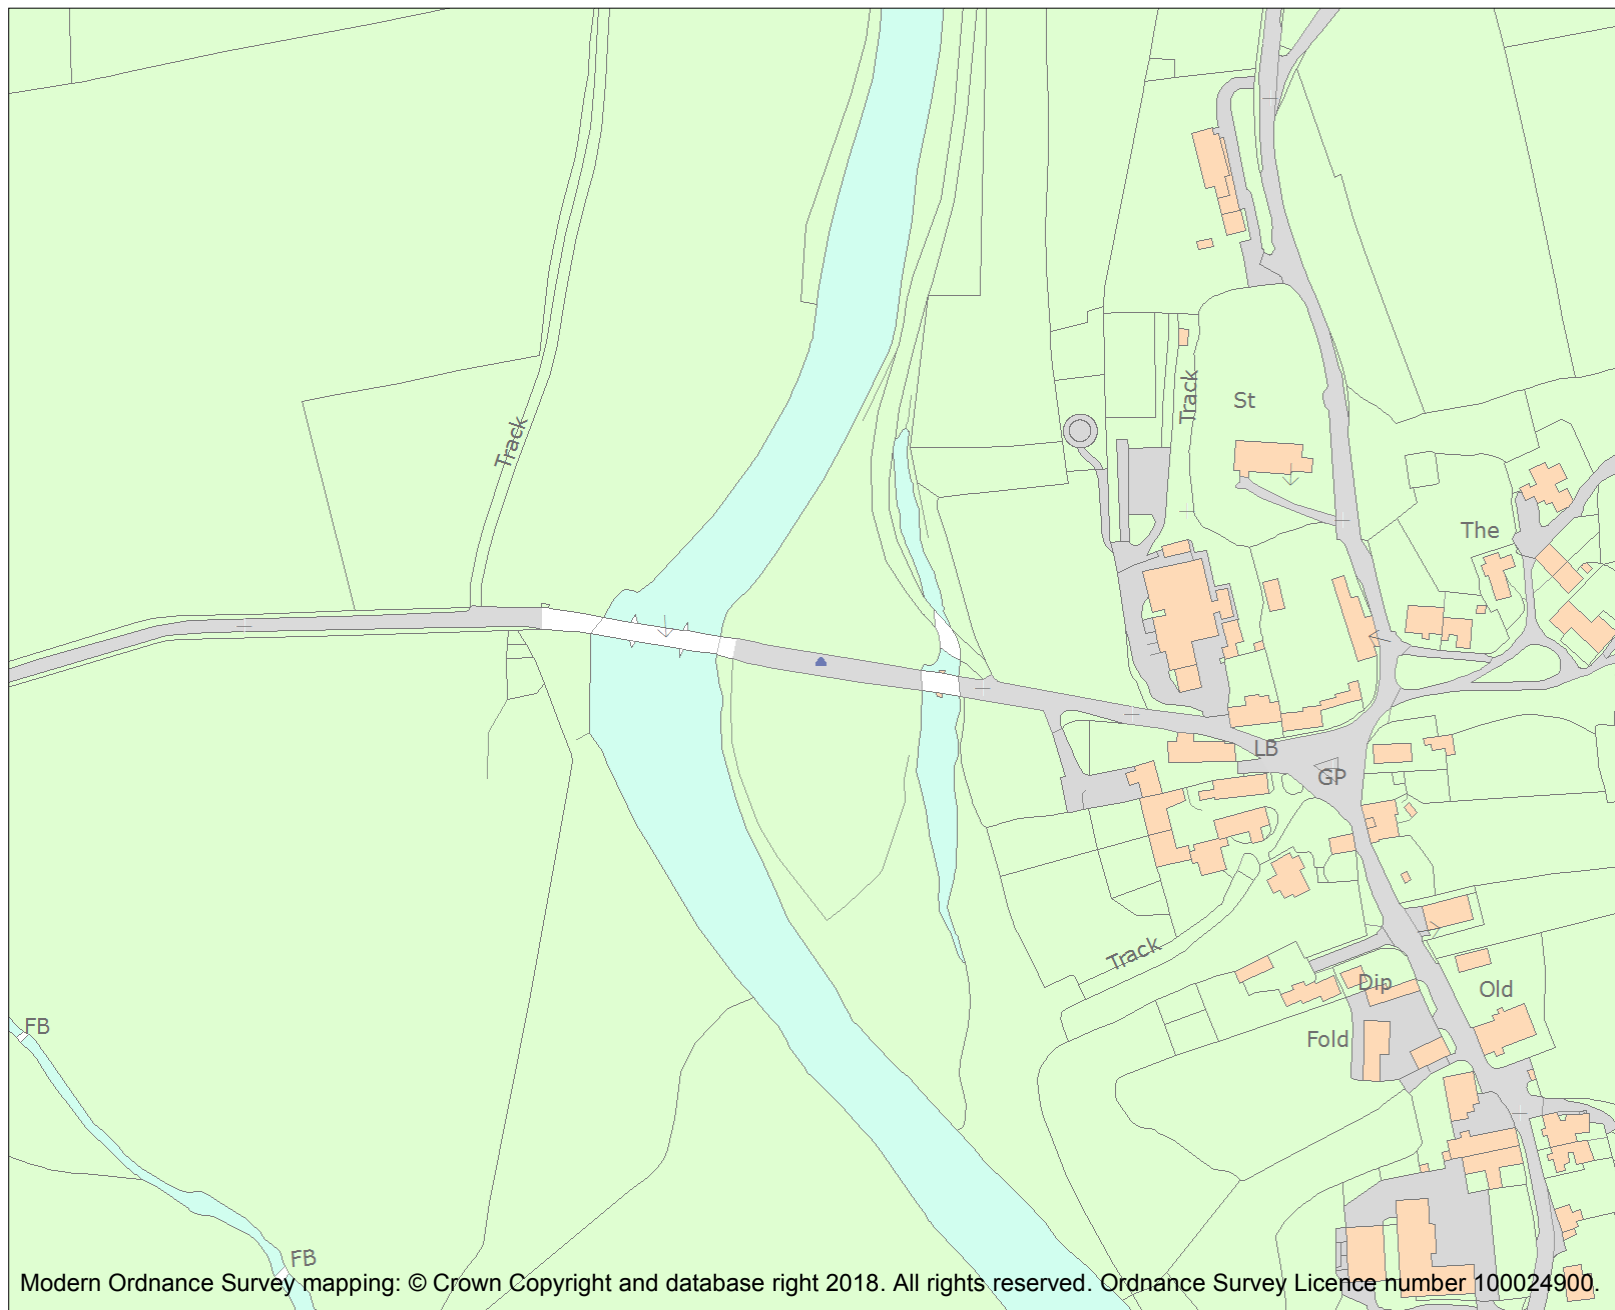 Track
Track
St
The
LB
GP
Track
Dip
Old
Fold
FB
FB
Modern Ordnance Survey mapping: © Crown Copyright and database right 2018. All rights reserved. Ordnance Survey Licence number 100024900.